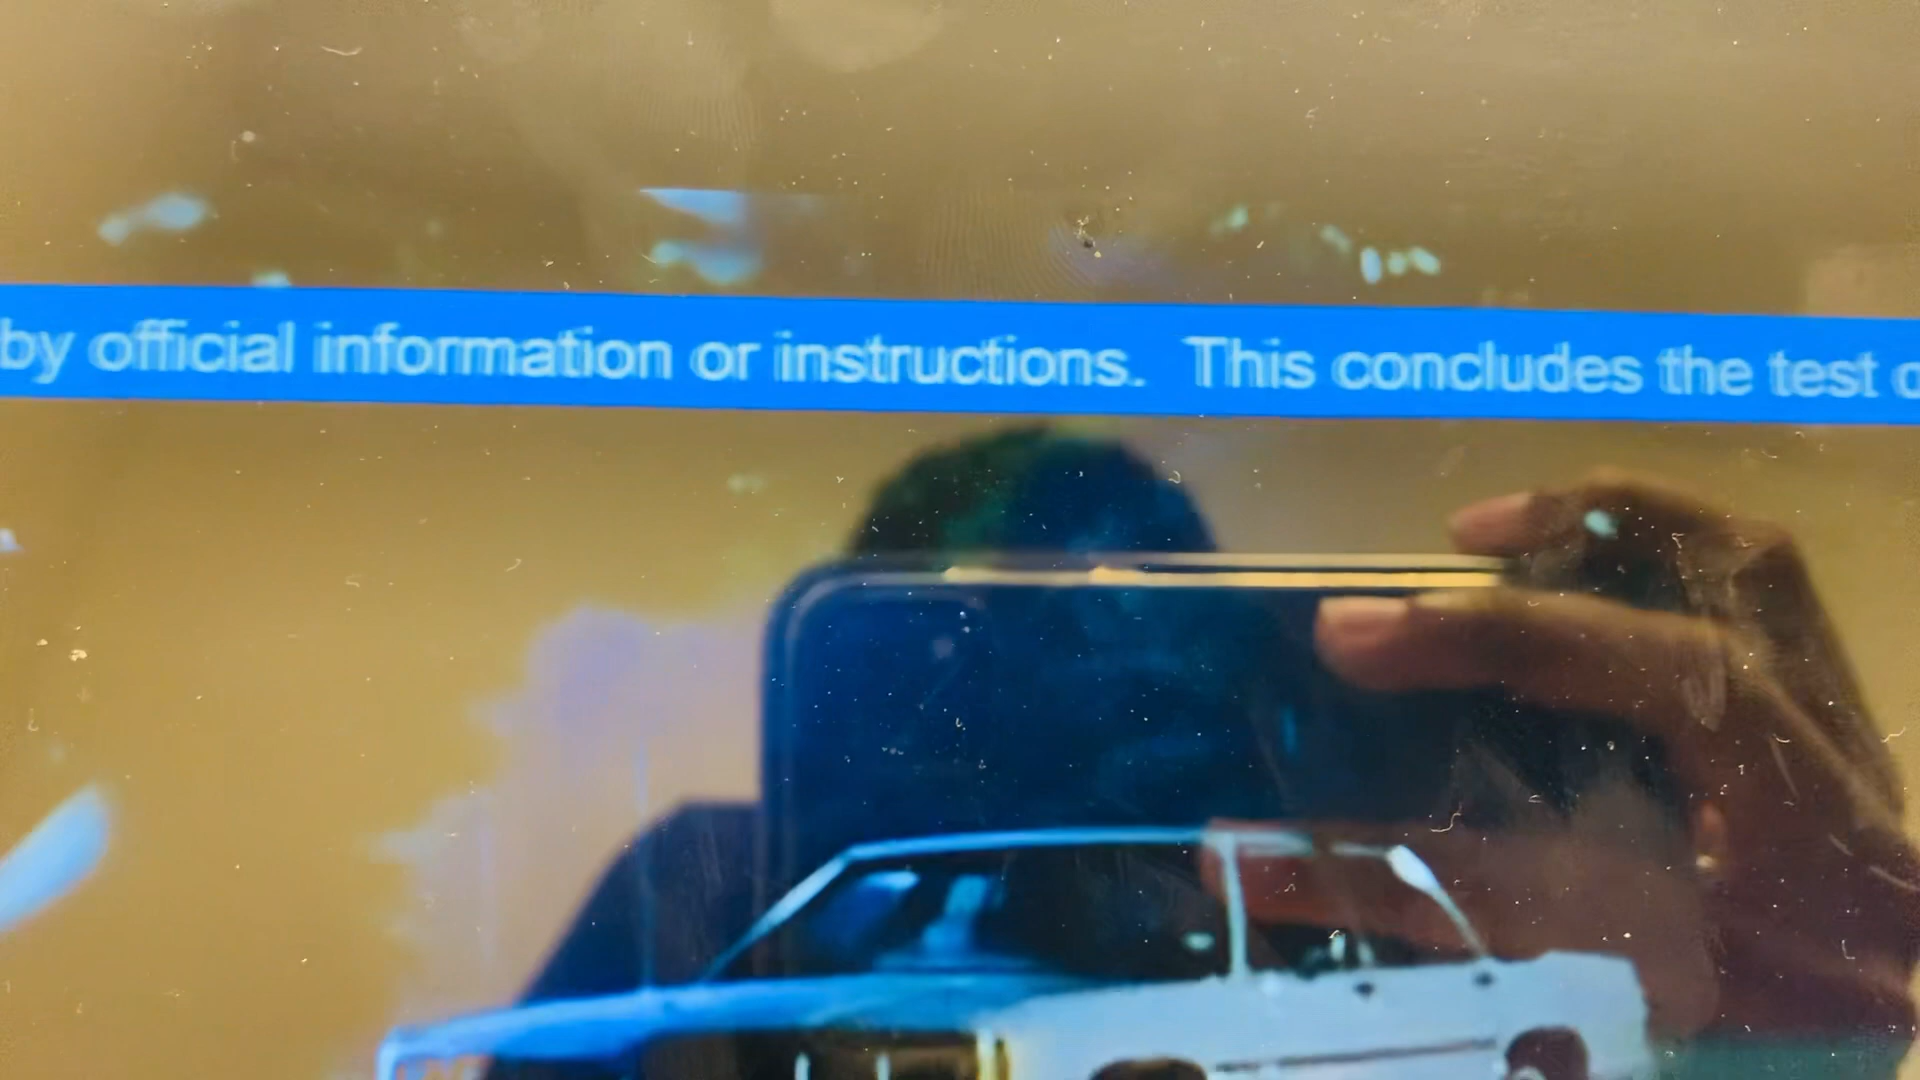 by official information or instructions. This concludes the test